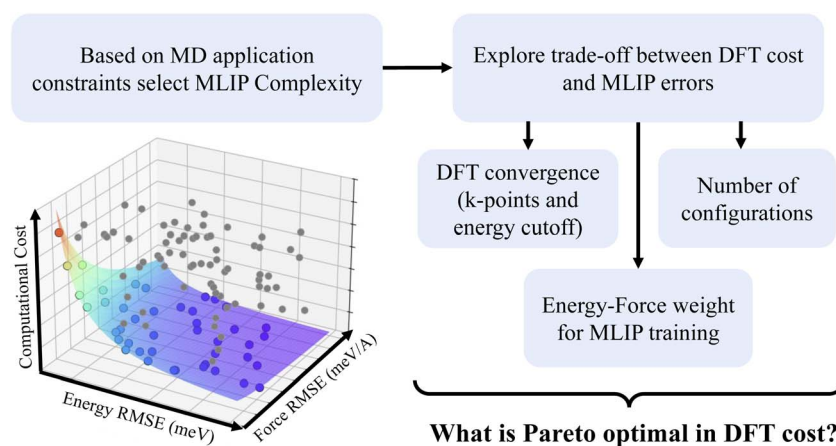 Based on MD application
constraints select MLIP Complexity
Explore trade-off between DFT cost
and MLIP errors
DFT convergence
(k-points and
energy cutoff)
Number of
configurations
Energy-Force weight
for MLIP training
Computational Cost
Energy RMSE (meV)
Force RMSE (meV/A)
What is Pareto optimal in DFT cost?